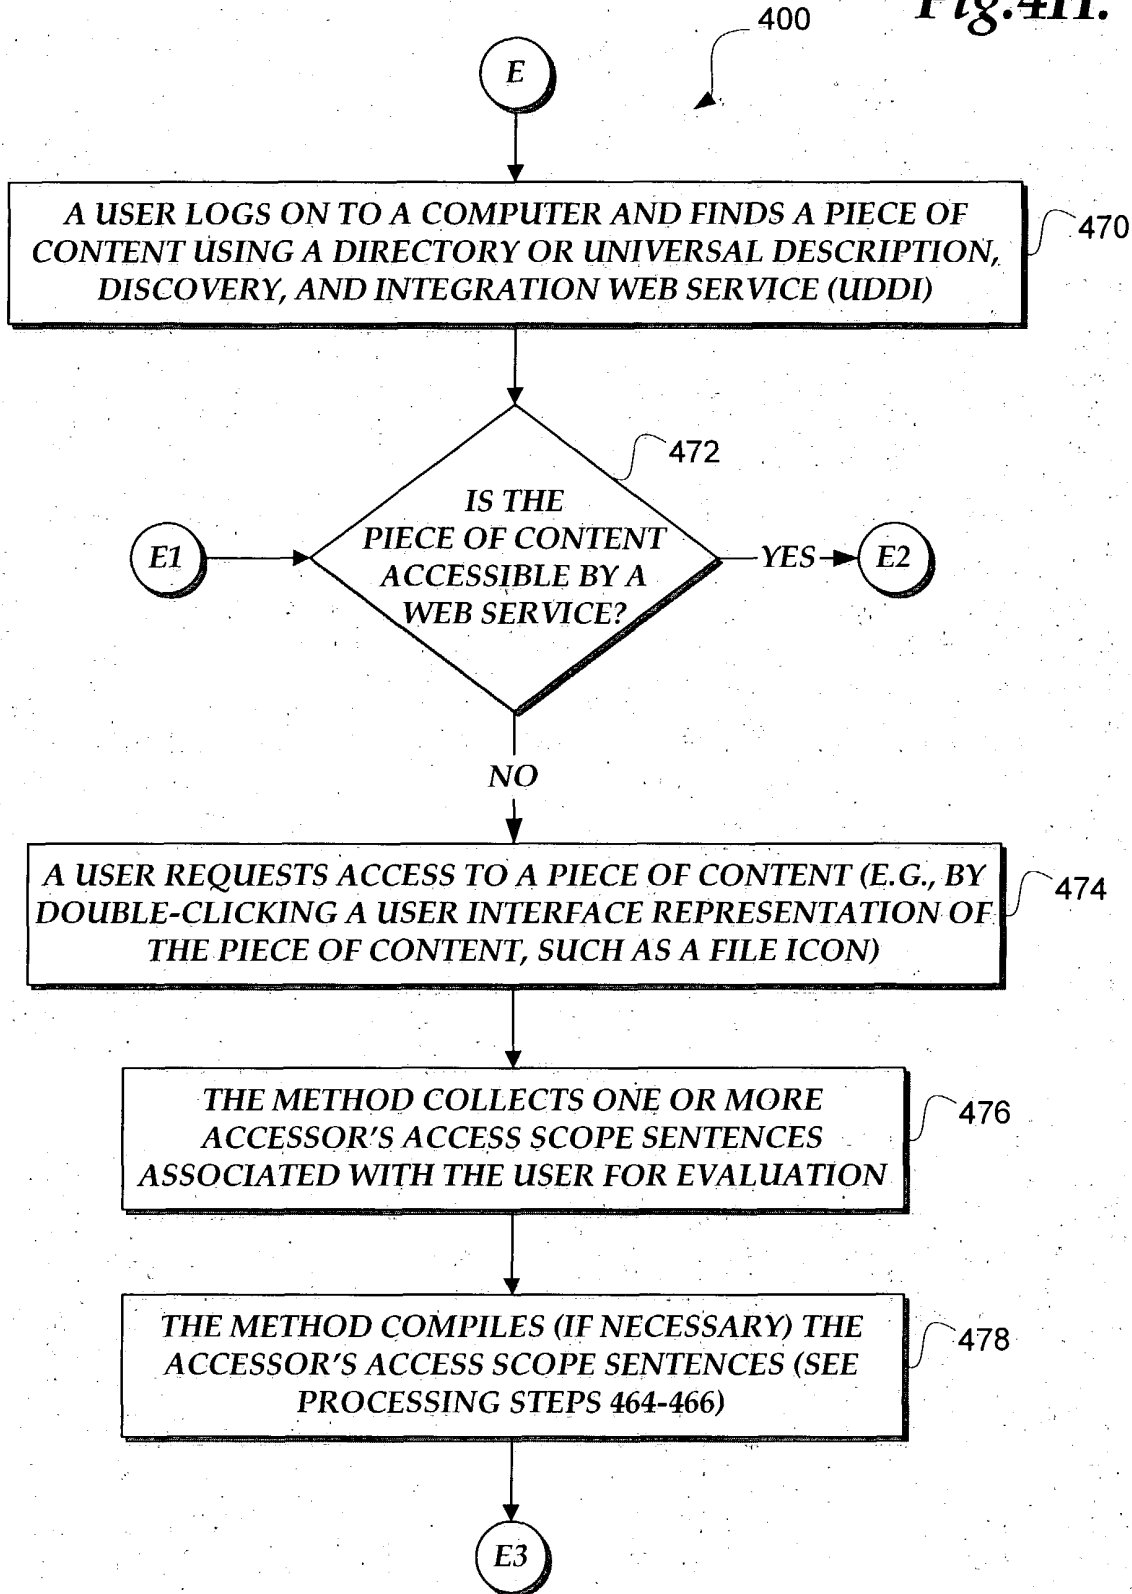 400
E
A USER LOGS ON TO A COMPUTER AND FINDS A PIECE OF
CONTENT USING A DIRECTORY OR UNIVERSAL DESCRIPTION,
DISCOVERY, AND INTEGRATION WEB SERVICE (UDDI)
470
472
IS THE
PIECE OF CONTENT
ACCESSIBLE BY A
WEB SERVICE?
E1
YES
E2
NO
A USER REQUESTS ACCESS TO A PIECE OF CONTENT (E.G., BY
DOUBLE-CLICKING A USER INTERFACE REPRESENTATION OF
THE PIECE OF CONTENT, SUCH AS A FILE ICON)
474
THE METHOD COLLECTS ONE OR MORE
ACCESSOR'S ACCESS SCOPE SENTENCES
ASSOCIATED WITH THE USER FOR EVALUATION
476
THE METHOD COMPILES (IF NECESSARY) THE
ACCESSOR'S ACCESS SCOPE SENTENCES (SEE
PROCESSING STEPS 464-466)
478
E3